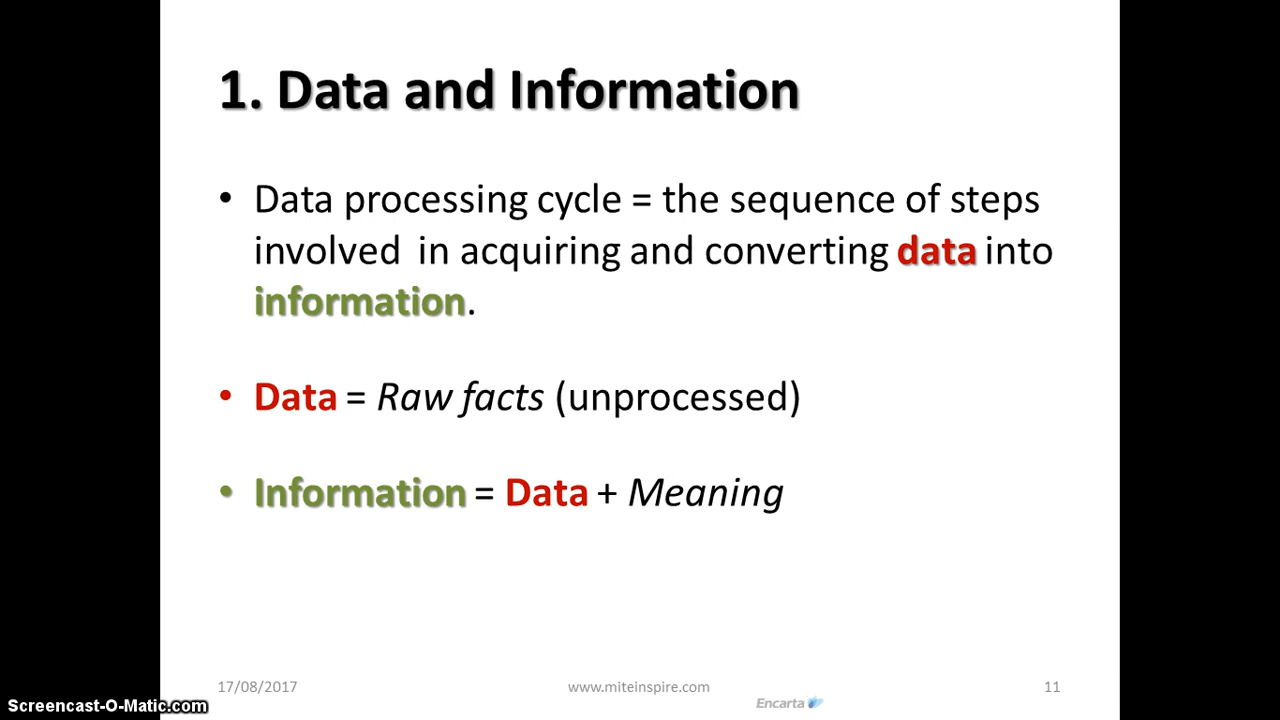 1. Data and Information
• Data processing cycle = the sequence of steps
involved in acquiring and converting data into
information.
• Data = Raw facts (unprocessed)
• Information = Data + Meaning
17/08/2017
www.miteinspire.com
11
Encarta
Screencast-O-Matic.com